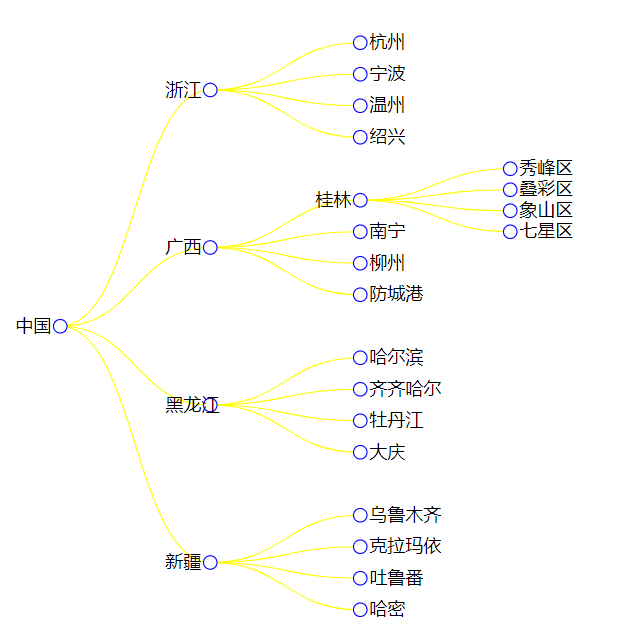 杭州
宁波
浙江
温州
绍兴
秀峰区
叠彩区
桂林
象山区
七星区
南宁
广西
柳州
防城港
中国
哈尔滨
齐齐哈尔
黑龙江
牡丹江
大庆
乌鲁木齐
克拉玛依
新疆
吐鲁番
哈密